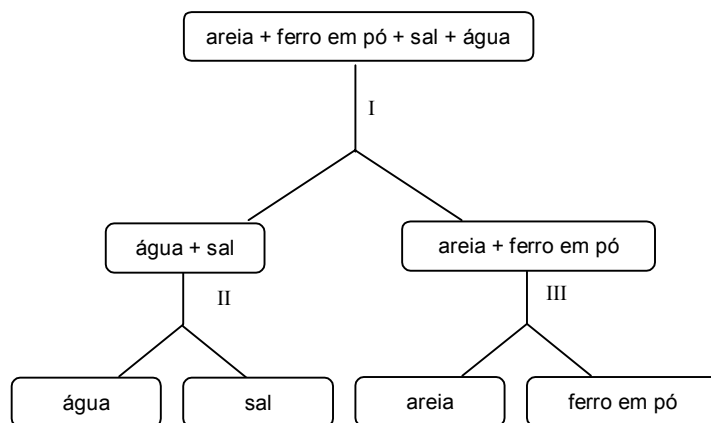 areia + ferro em pó + sal + água
I
água + sal
areia + ferro em pó
II
III
água
sal
areia
ferro em pó